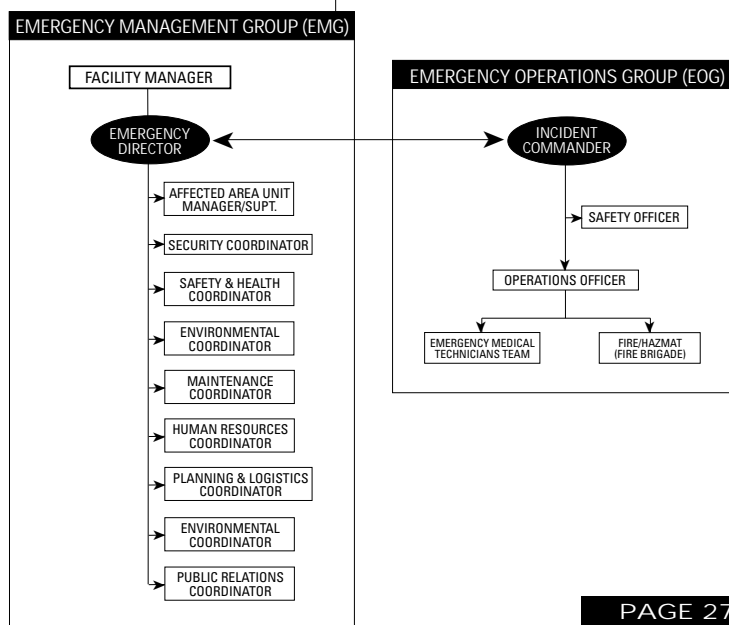 EMERGENCY MANAGEMENT GROUP (EMG)
FACILITY MANAGER
EMERGENCY
DIRECTOR
AFFECTED AREA UNIT
MANAGER/SUPT.
SECURITY COORDINATOR
SAFETY & HEALTH
COORDINATOR
ENVIRONMENTAL
COORDINATOR
MAINTENANCE
COORDINATOR
HUMAN RESOURCES
COORDINATOR
PLANNING & LOGISTICS
COORDINATOR
ENVIRONMENTAL
COORDINATOR
PUBLIC RELATIONS
COORDINATOR
EMERGENCY OPERATIONS GROUP (EOG)
INCIDENT
COMMANDER
SAFETY OFFICER
OPERATIONS OFFICER
EMERGENCY MEDICAL
TECHNICIANS TEAM
FIRE/HAZMAT
(FIRE BRIGADE)
PAGE 27